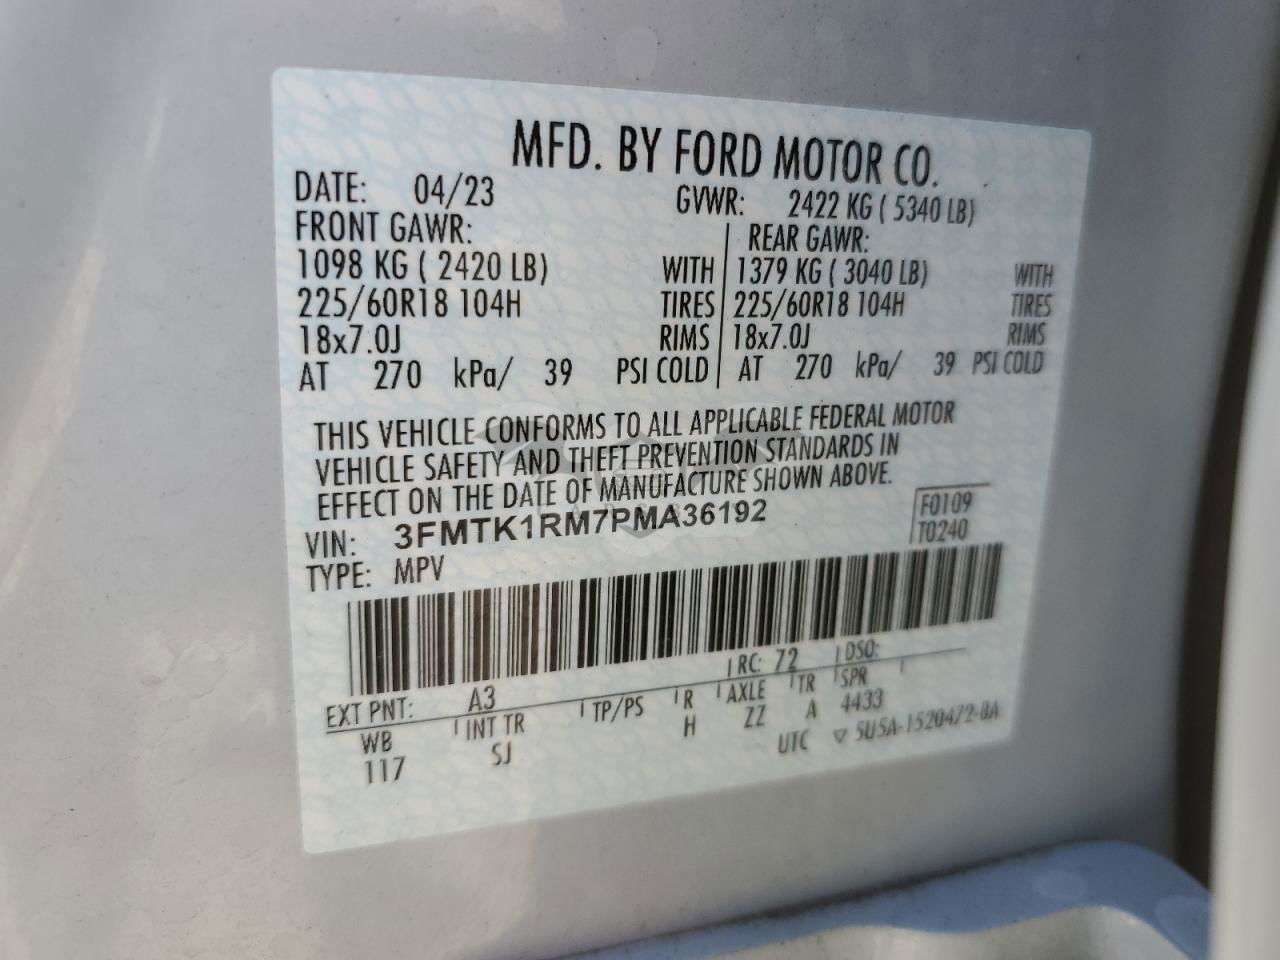 MFD. BY FORD MOTOR CO.
DATE: 04/23 GVWR: 2422 KG ( 5340 LB)
FRONT GAWR: REAR GAWR:
1098 KG ( 2420 LB) WITH 1379 KG ( 3040 LB) WITH
225/60R18 104H TIRES 225/60R18 104H TIRES
18x7.0J RIMS 18x7.0J RIMS
AT 270 kPa/ 39 PSI COLD AT 270 kPa/ 39 PSI COLD
THIS VEHICLE CONFORMS TO ALL APPLICABLE FEDERAL MOTOR
VEHICLE SAFETY AND THEFT PREVENTION STANDARDS IN
EFFECT ON THE DATE OF MANUFACTURE SHOWN ABOVE.
VIN: 3FMTK1RM7PMA36192 F0109
TYPE: MPV T0240
EXT PNT: A3 RC: 72 DSO:
WB INT TR TP/PS R AXLE TR SPR
117 SJ H ZZ A 4433
UTC ▽ 5U5A-1520472-BA